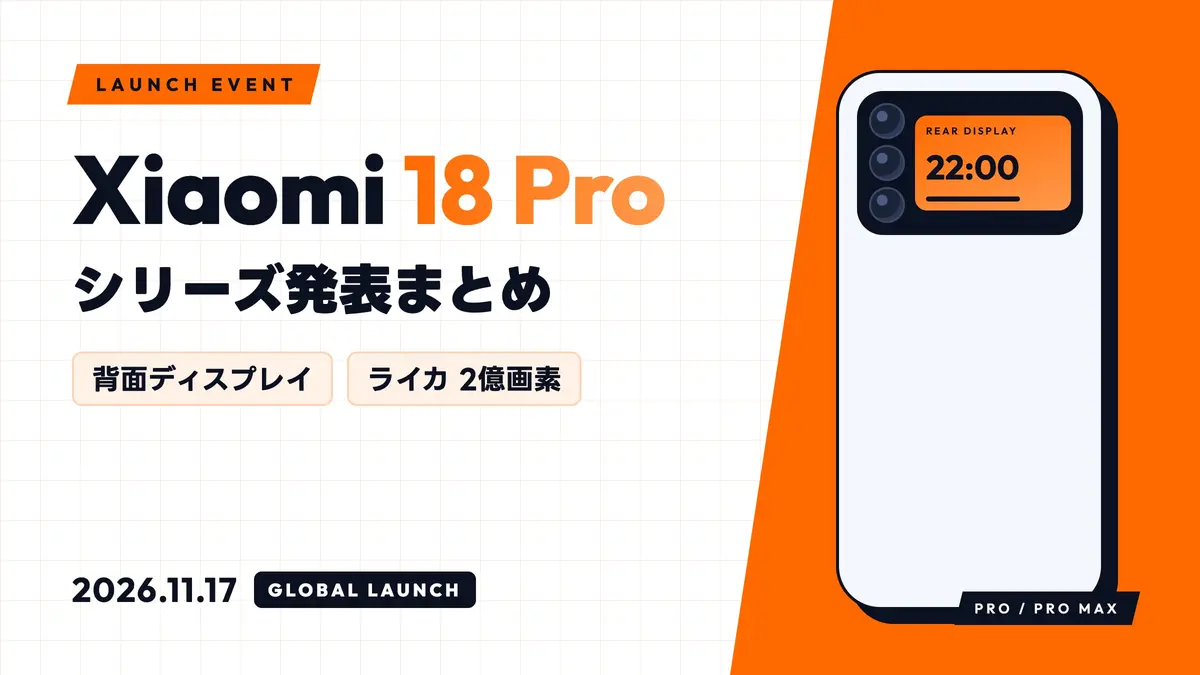 LAUNCH EVENT
Xiaomi 18 Pro
シリーズ発表まとめ
背面ディスプレイ
ライカ 2億画素
2026.11.17
GLOBAL LAUNCH
REAR DISPLAY
22:00
PRO / PRO MAX